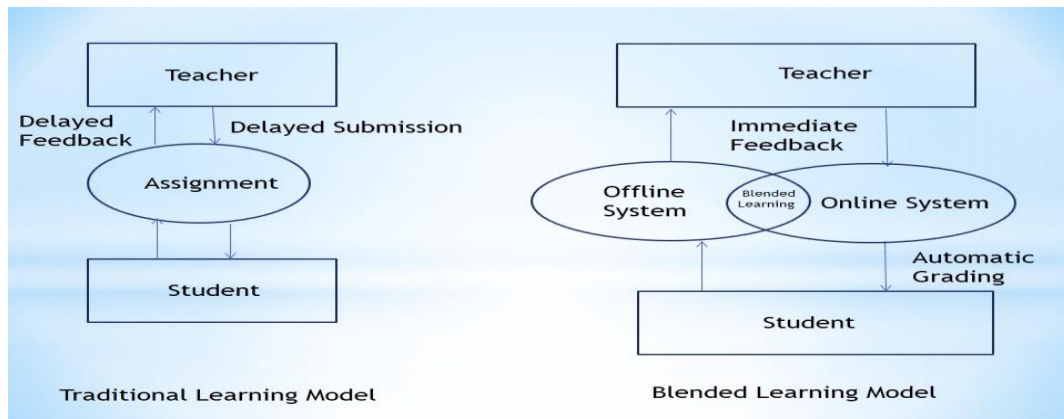 Teacher
Delayed
Feedback
Delayed Submission
Assignment
Student
Traditional Learning Model
Teacher
Immediate
Feedback
Offline
System
Blended
Learning
Online System
Automatic
Grading
Student
Blended Learning Model